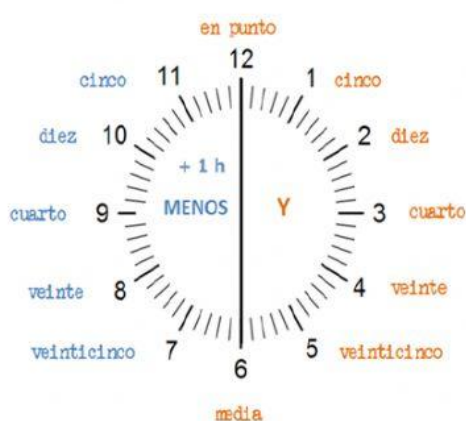 en punto
cinco 11 12 1 cinco
diez 10 2 diez
+ 1 h
cuarto 9 MENOS Y 3 cuarto
veinte 8 4 veinte
veinticinco 7 6 5 veinticinco
media